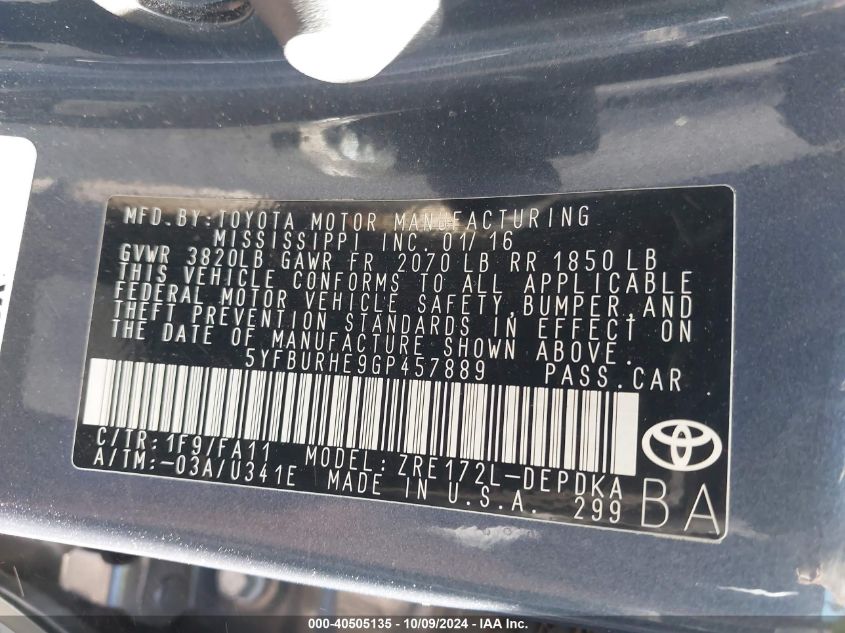 MFD.BY:TOYOTA MOTOR MANUFACTURING
MISSISSIPPI INC. 01/16
GVWR 3820LB GAWR FR 2070 LB RR 1850 LB
THIS VEHICLE CONFORMS TO ALL APPLICABLE
FEDERAL MOTOR VEHICLE SAFETY,BUMPER,AND
THEFT PREVENTION STANDARDS IN EFFECT ON
THE DATE OF MANUFACTURE SHOWN ABOVE.
5YFBURHE9GP457889 PASS.CAR
C/TR:1F9/FA11 MODEL:ZRE172L-DEPDKA
A/TM:-03A/U341E MADE IN U.S.A. 299
BA
000-40505135 - 10/09/2024 - IAA Inc.